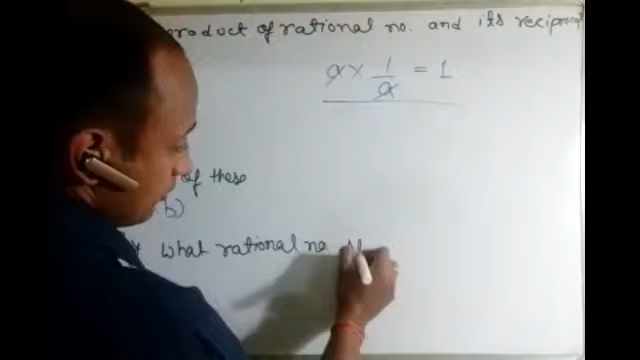 product of rational no. and its reciprocal
a × 1/a = 1
of these
b)
What rational no.